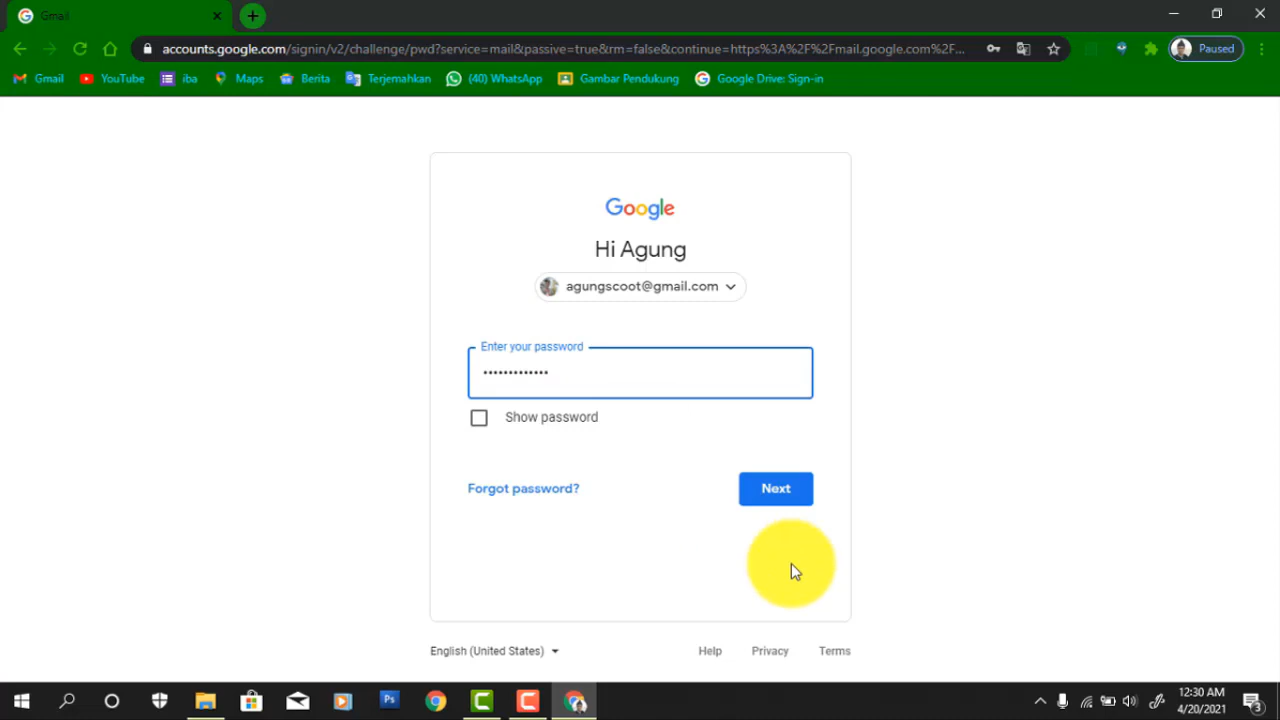 Gmail
accounts.google.com/signin/v2/challenge/pwd?service=mail&passive=true&rm=false&continue=https%3A%2F%2Fmail.google.com%2F...
Paused
Gmail YouTube iba Maps Berita Terjemahkan (40) WhatsApp Gambar Pendukung Google Drive: Sign-in
Google
Hi Agung
agungscoot@gmail.com
Enter your password
•••••••••••••
Show password
Forgot password? Next
English (United States) Help Privacy Terms
Ps
12:30 AM
4/20/2021
3